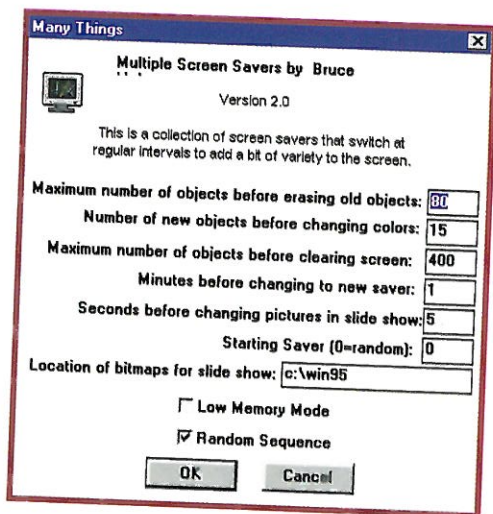 Many Things
Multiple Screen Savers by Bruce
Version 2.0
This is a collection of screen savers that switch at
regular intervals to add a bit of variety to the screen.
Maximum number of objects before erasing old objects: 80
Number of new objects before changing colors: 15
Maximum number of objects before clearing screen: 400
Minutes before changing to new saver: 1
Seconds before changing pictures in slide show: 5
Starting Saver (0=random): 0
Location of bitmaps for slide show: c:\win95
Low Memory Mode
Random Sequence
OK Cancel